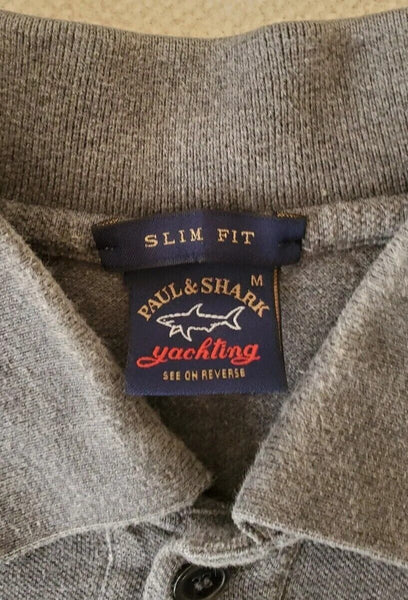 SLIM FIT
M
PAUL & SHARK
yachting
SEE ON REVERSE